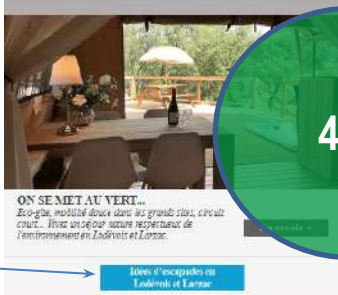 4
ON SE MET AU VERT...
Eco-gîte, mobilité douce dans les grands sites, circuit
court... Vivez un séjour nature respectueux de
l'environnement en Lodévois et Larzac.
Idées d'escapades en
Lodévois et Larzac